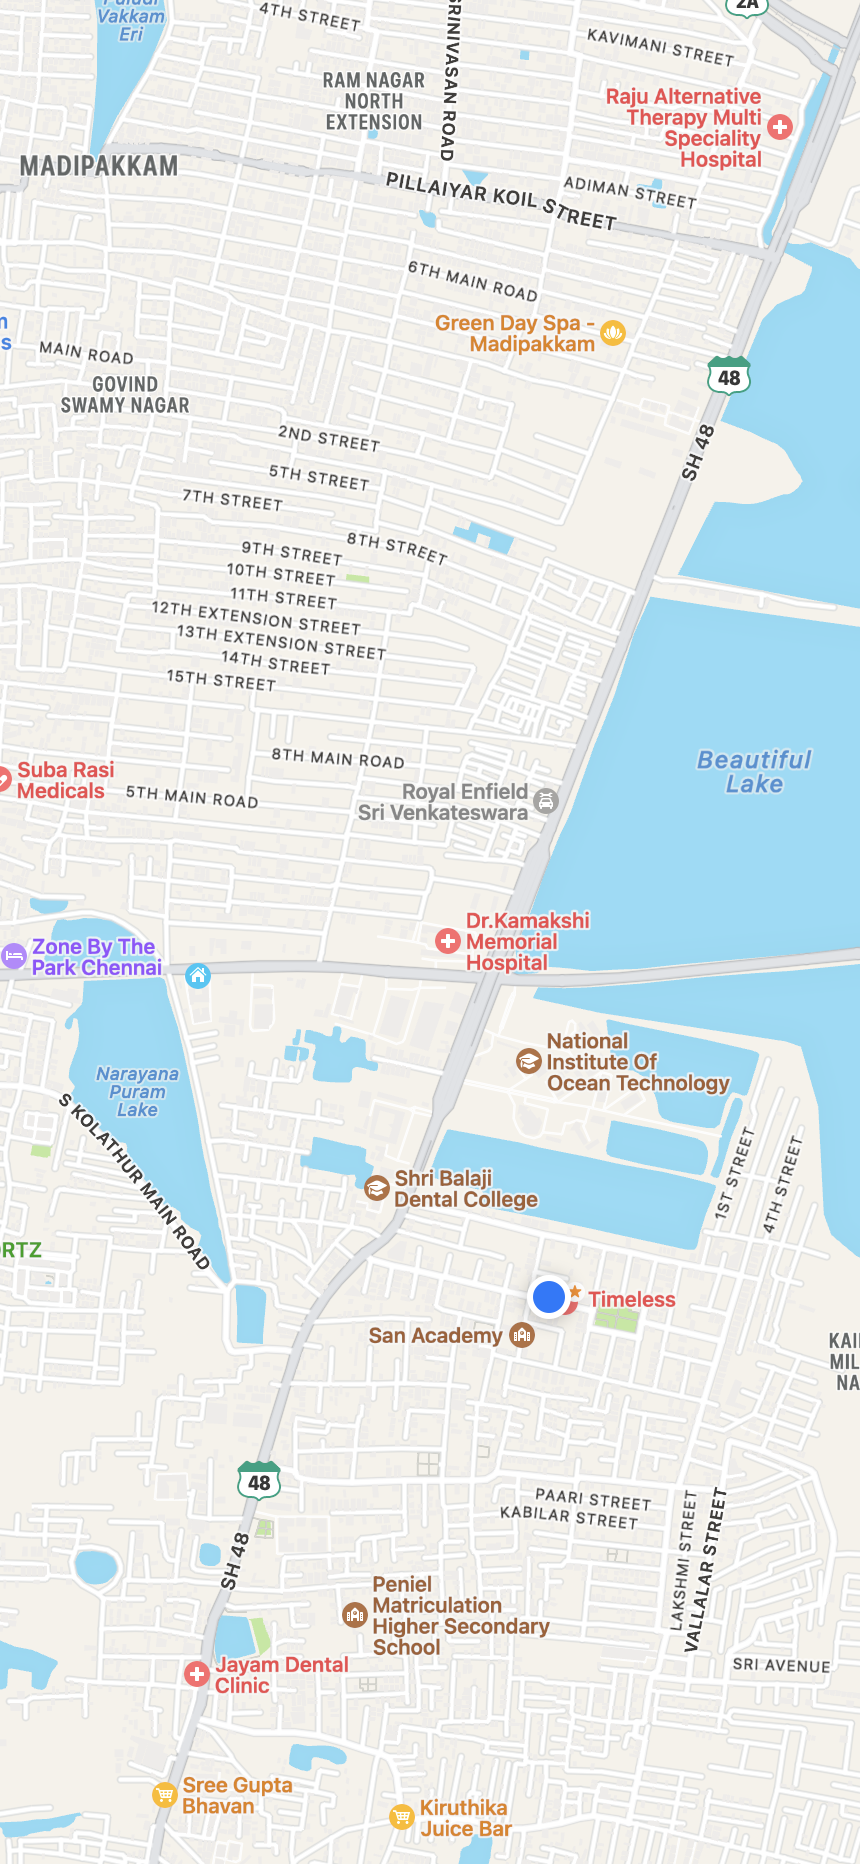 Vakkam
Eri
4TH STREET
SRINIVASAN ROAD
2A
KAVIMANI STREET
RAM NAGAR
NORTH
EXTENSION
Raju Alternative
Therapy Multi
Speciality
Hospital
MADIPAKKAM
PILLAIYAR KOIL STREET
ADIMAN STREET
6TH MAIN ROAD
Green Day Spa -
Madipakkam
MAIN ROAD
48
GOVIND
SWAMY NAGAR
2ND STREET
SH 48
5TH STREET
7TH STREET
8TH STREET
9TH STREET
10TH STREET
11TH STREET
12TH EXTENSION STREET
13TH EXTENSION STREET
14TH STREET
15TH STREET
8TH MAIN ROAD
Beautiful
Lake
Suba Rasi
Medicals
5TH MAIN ROAD
Royal Enfield
Sri Venkateswara
Dr.Kamakshi
Memorial
Hospital
Zone By The
Park Chennai
National
Institute Of
Ocean Technology
Narayana
Puram
Lake
S KOLATHUR MAIN ROAD
Shri Balaji
Dental College
1ST STREET
4TH STREET
RTZ
Timeless
San Academy
KAI
MIL
NA
48
PAARI STREET
KABILAR STREET
LAKSHMI STREET
VALLALAR STREET
SH 48
Peniel
Matriculation
Higher Secondary
School
SRI AVENUE
Jayam Dental
Clinic
Sree Gupta
Bhavan
Kiruthika
Juice Bar